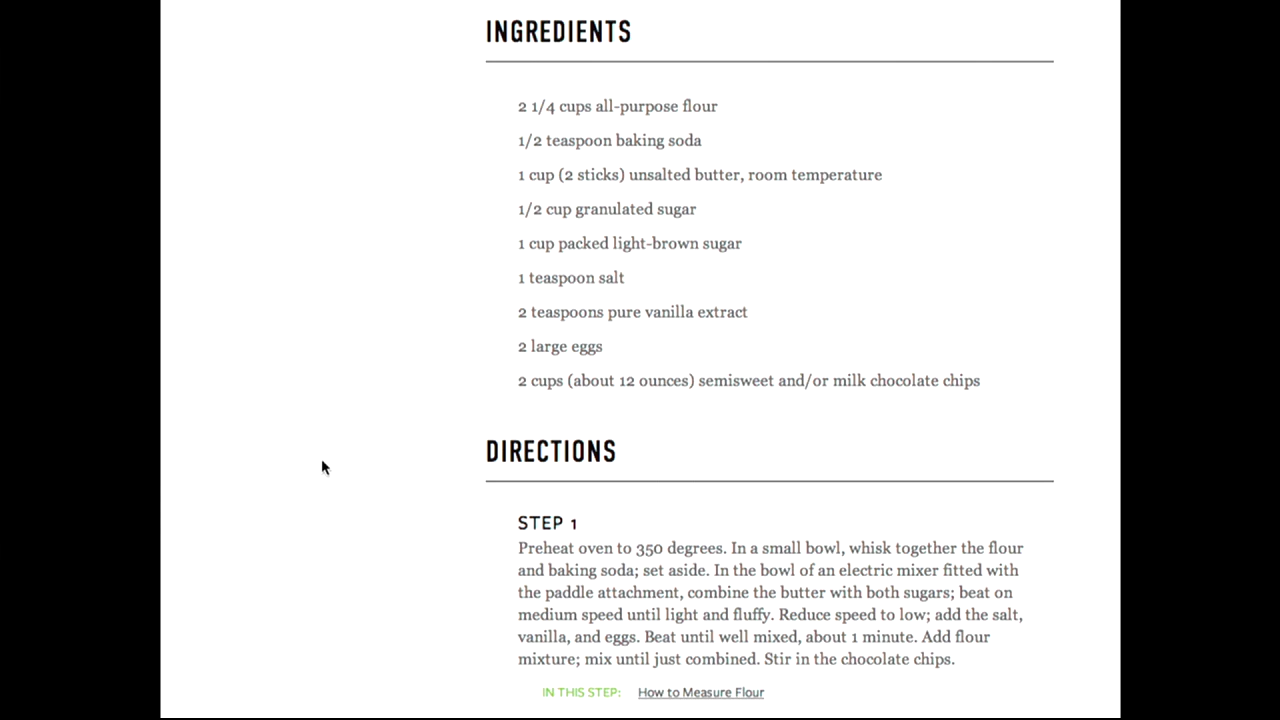 INGREDIENTS
2 1/4 cups all-purpose flour
1/2 teaspoon baking soda
1 cup (2 sticks) unsalted butter, room temperature
1/2 cup granulated sugar
1 cup packed light-brown sugar
1 teaspoon salt
2 teaspoons pure vanilla extract
2 large eggs
2 cups (about 12 ounces) semisweet and/or milk chocolate chips
DIRECTIONS
STEP 1
Preheat oven to 350 degrees. In a small bowl, whisk together the flour
and baking soda; set aside. In the bowl of an electric mixer fitted with
the paddle attachment, combine the butter with both sugars; beat on
medium speed until light and fluffy. Reduce speed to low; add the salt,
vanilla, and eggs. Beat until well mixed, about 1 minute. Add flour
mixture; mix until just combined. Stir in the chocolate chips.
IN THIS STEP: How to Measure Flour